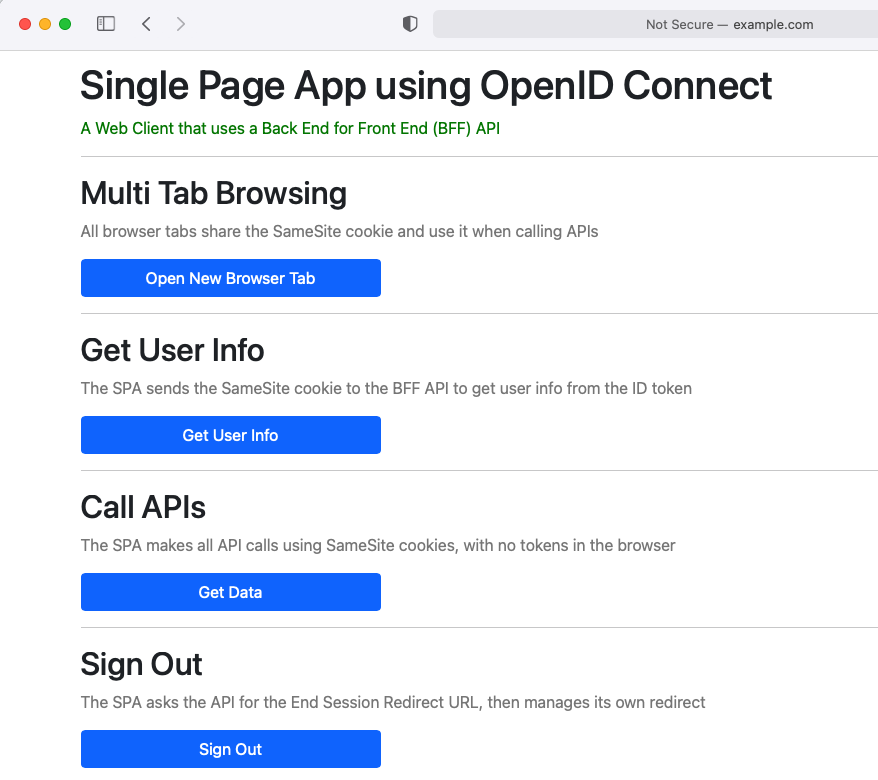 Not Secure — example.com
Single Page App using OpenID Connect
A Web Client that uses a Back End for Front End (BFF) API
Multi Tab Browsing
All browser tabs share the SameSite cookie and use it when calling APIs
Open New Browser Tab
Get User Info
The SPA sends the SameSite cookie to the BFF API to get user info from the ID token
Get User Info
Call APIs
The SPA makes all API calls using SameSite cookies, with no tokens in the browser
Get Data
Sign Out
The SPA asks the API for the End Session Redirect URL, then manages its own redirect
Sign Out